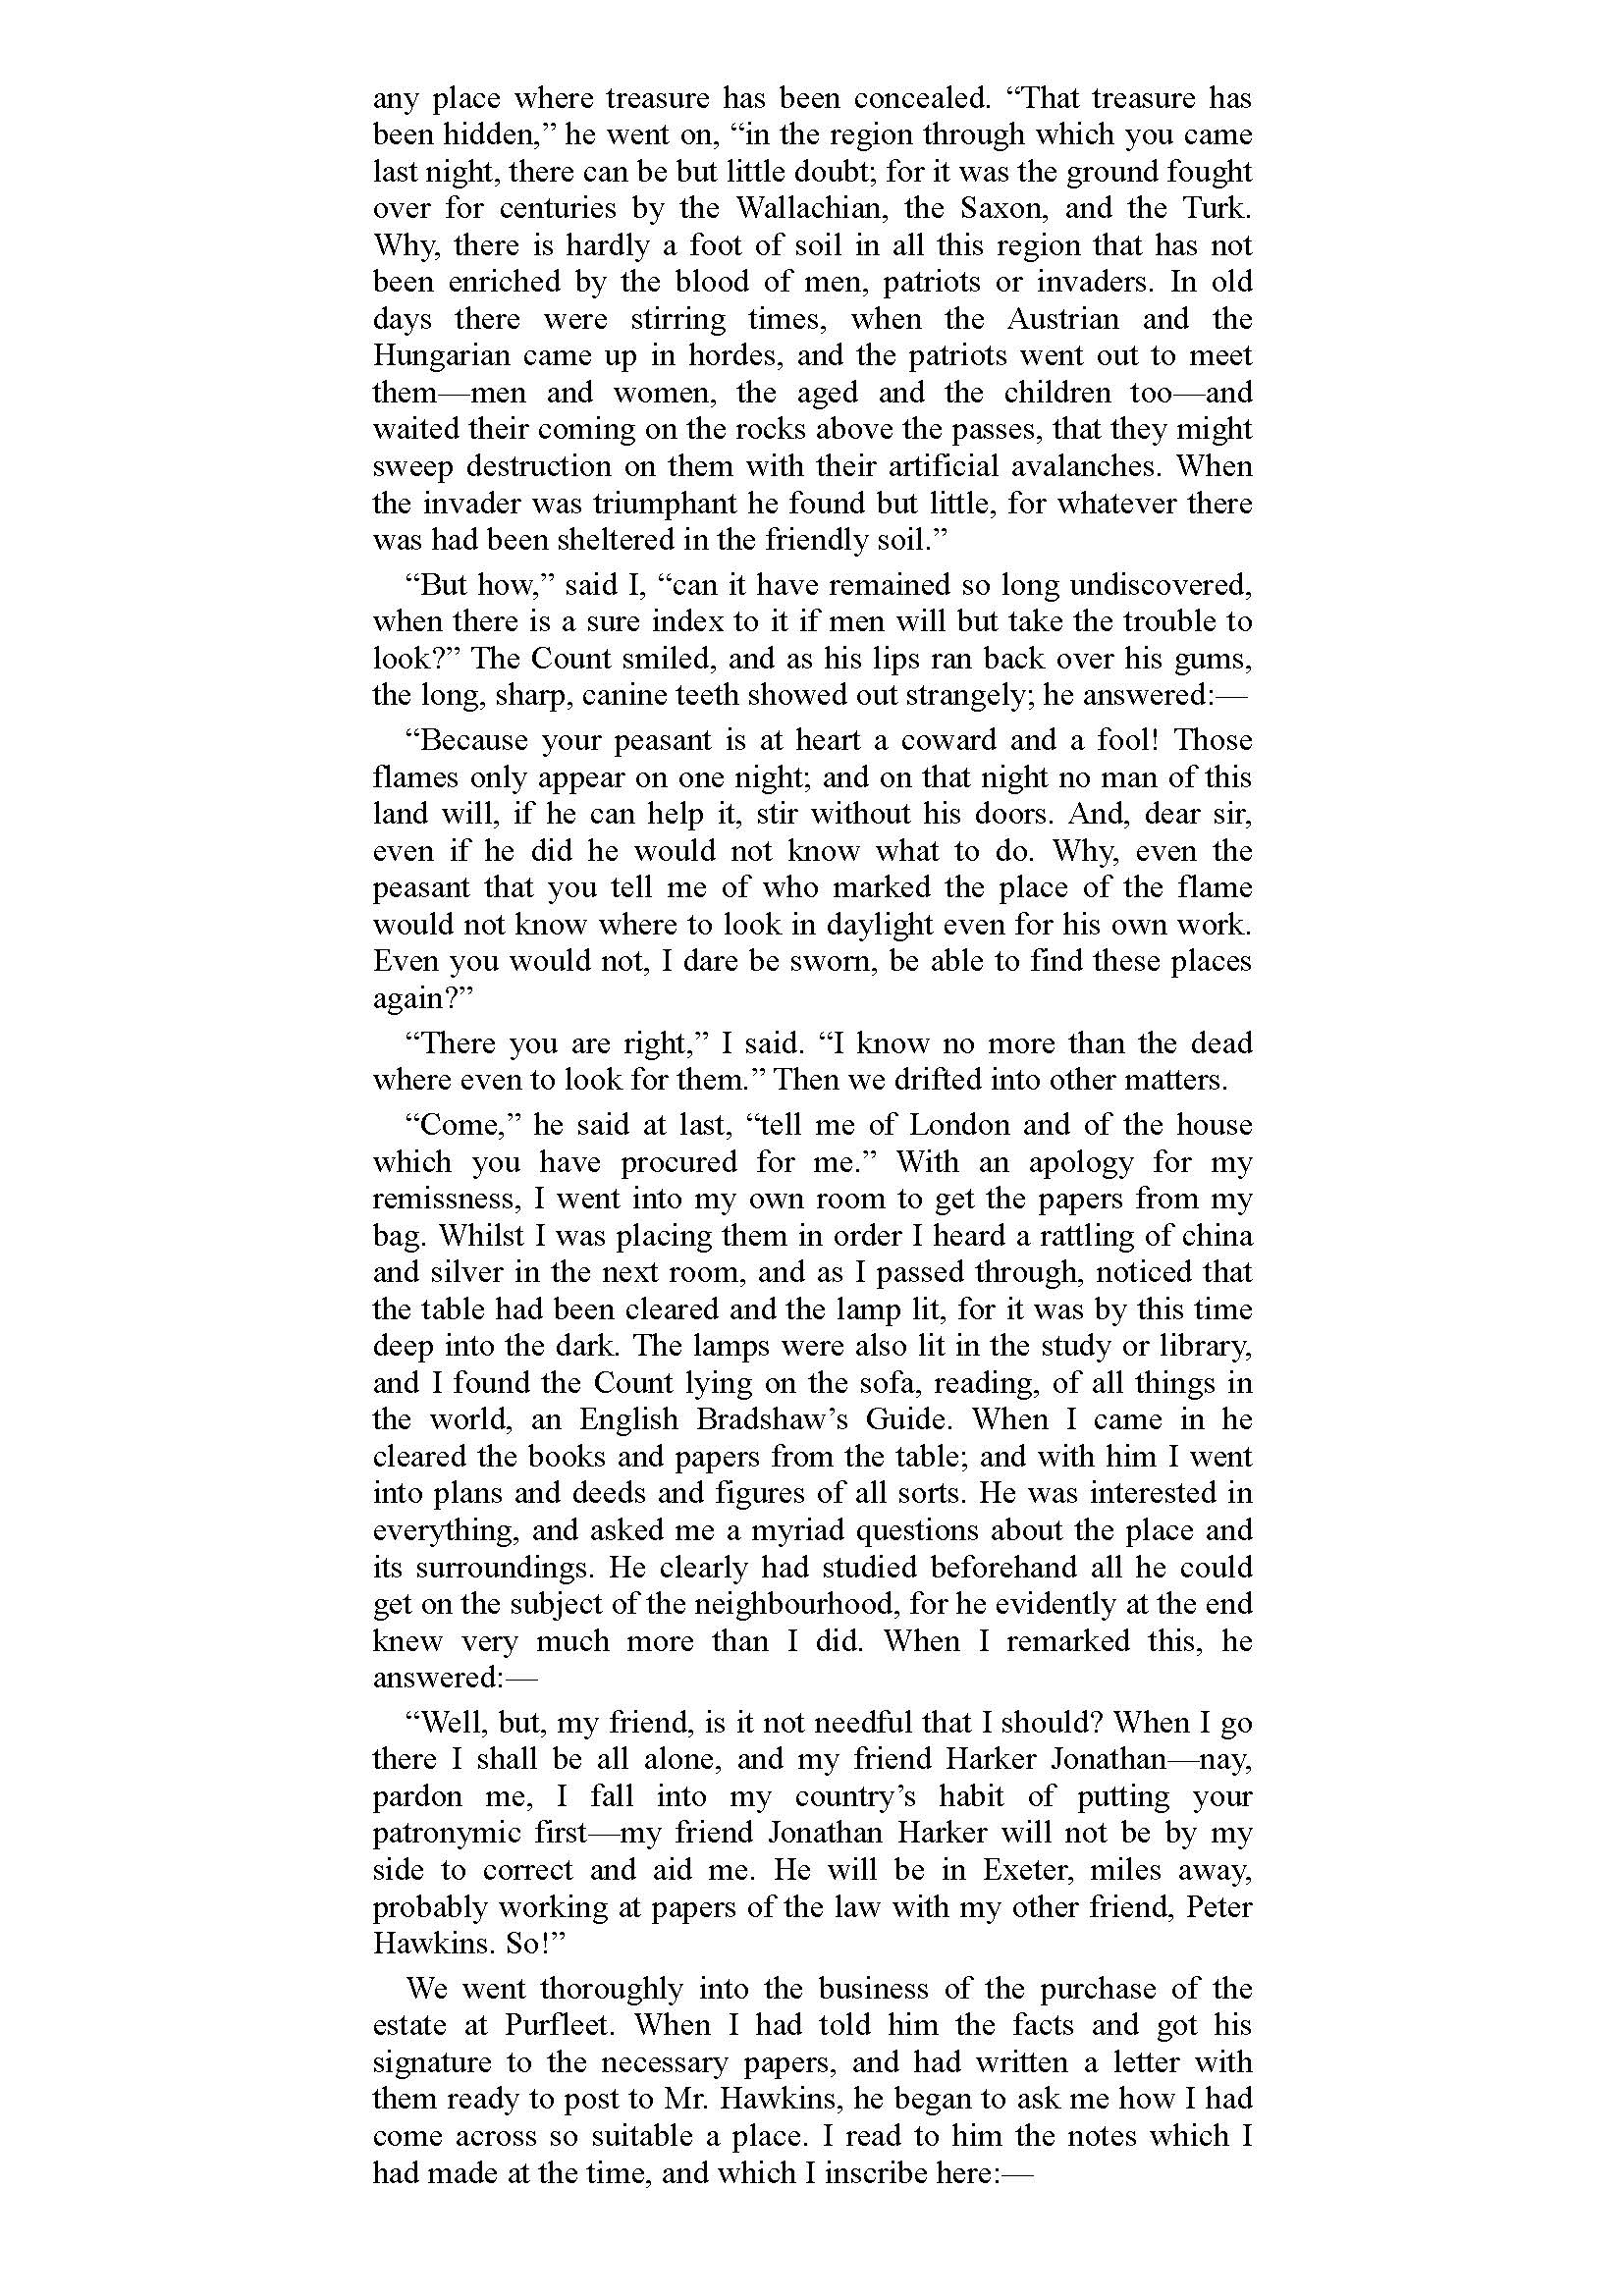 any place where treasure has been concealed. “That treasure has
been hidden,” he went on, “in the region through which you came
last night, there can be but little doubt; for it was the ground fought
over for centuries by the Wallachian, the Saxon, and the Turk.
Why, there is hardly a foot of soil in all this region that has not
been enriched by the blood of men, patriots or invaders. In old
days there were stirring times, when the Austrian and the
Hungarian came up in hordes, and the patriots went out to meet
them—men and women, the aged and the children too—and
waited their coming on the rocks above the passes, that they might
sweep destruction on them with their artificial avalanches. When
the invader was triumphant he found but little, for whatever there
was had been sheltered in the friendly soil.”
“But how,” said I, “can it have remained so long undiscovered,
when there is a sure index to it if men will but take the trouble to
look?” The Count smiled, and as his lips ran back over his gums,
the long, sharp, canine teeth showed out strangely; he answered:—
“Because your peasant is at heart a coward and a fool! Those
flames only appear on one night; and on that night no man of this
land will, if he can help it, stir without his doors. And, dear sir,
even if he did he would not know what to do. Why, even the
peasant that you tell me of who marked the place of the flame
would not know where to look in daylight even for his own work.
Even you would not, I dare be sworn, be able to find these places
again?”
“There you are right,” I said. “I know no more than the dead
where even to look for them.” Then we drifted into other matters.
“Come,” he said at last, “tell me of London and of the house
which you have procured for me.” With an apology for my
remissness, I went into my own room to get the papers from my
bag. Whilst I was placing them in order I heard a rattling of china
and silver in the next room, and as I passed through, noticed that
the table had been cleared and the lamp lit, for it was by this time
deep into the dark. The lamps were also lit in the study or library,
and I found the Count lying on the sofa, reading, of all things in
the world, an English Bradshaw’s Guide. When I came in he
cleared the books and papers from the table; and with him I went
into plans and deeds and figures of all sorts. He was interested in
everything, and asked me a myriad questions about the place and
its surroundings. He clearly had studied beforehand all he could
get on the subject of the neighbourhood, for he evidently at the end
knew very much more than I did. When I remarked this, he
answered:—
“Well, but, my friend, is it not needful that I should? When I go
there I shall be all alone, and my friend Harker Jonathan—nay,
pardon me, I fall into my country’s habit of putting your
patronymic first—my friend Jonathan Harker will not be by my
side to correct and aid me. He will be in Exeter, miles away,
probably working at papers of the law with my other friend, Peter
Hawkins. So!”
We went thoroughly into the business of the purchase of the
estate at Purfleet. When I had told him the facts and got his
signature to the necessary papers, and had written a letter with
them ready to post to Mr. Hawkins, he began to ask me how I had
come across so suitable a place. I read to him the notes which I
had made at the time, and which I inscribe here:—